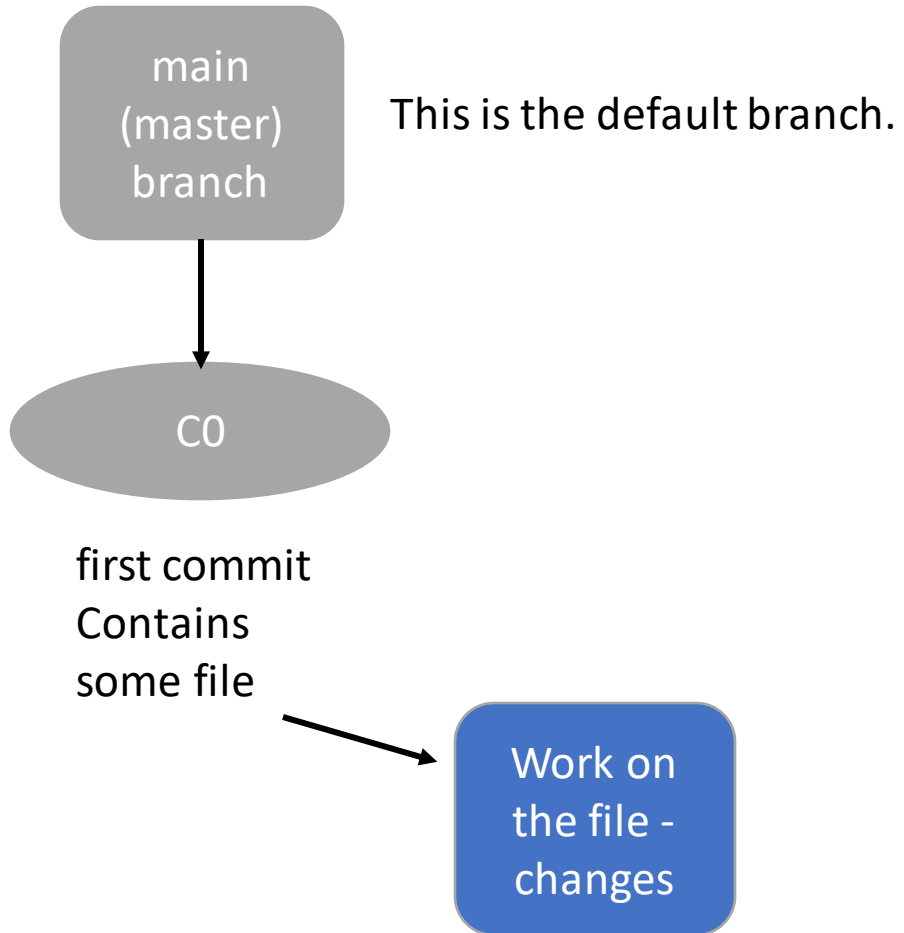 main
(master)
branch
This is the default branch.
C0
first commit
Contains
some file
Work on
the file -
changes